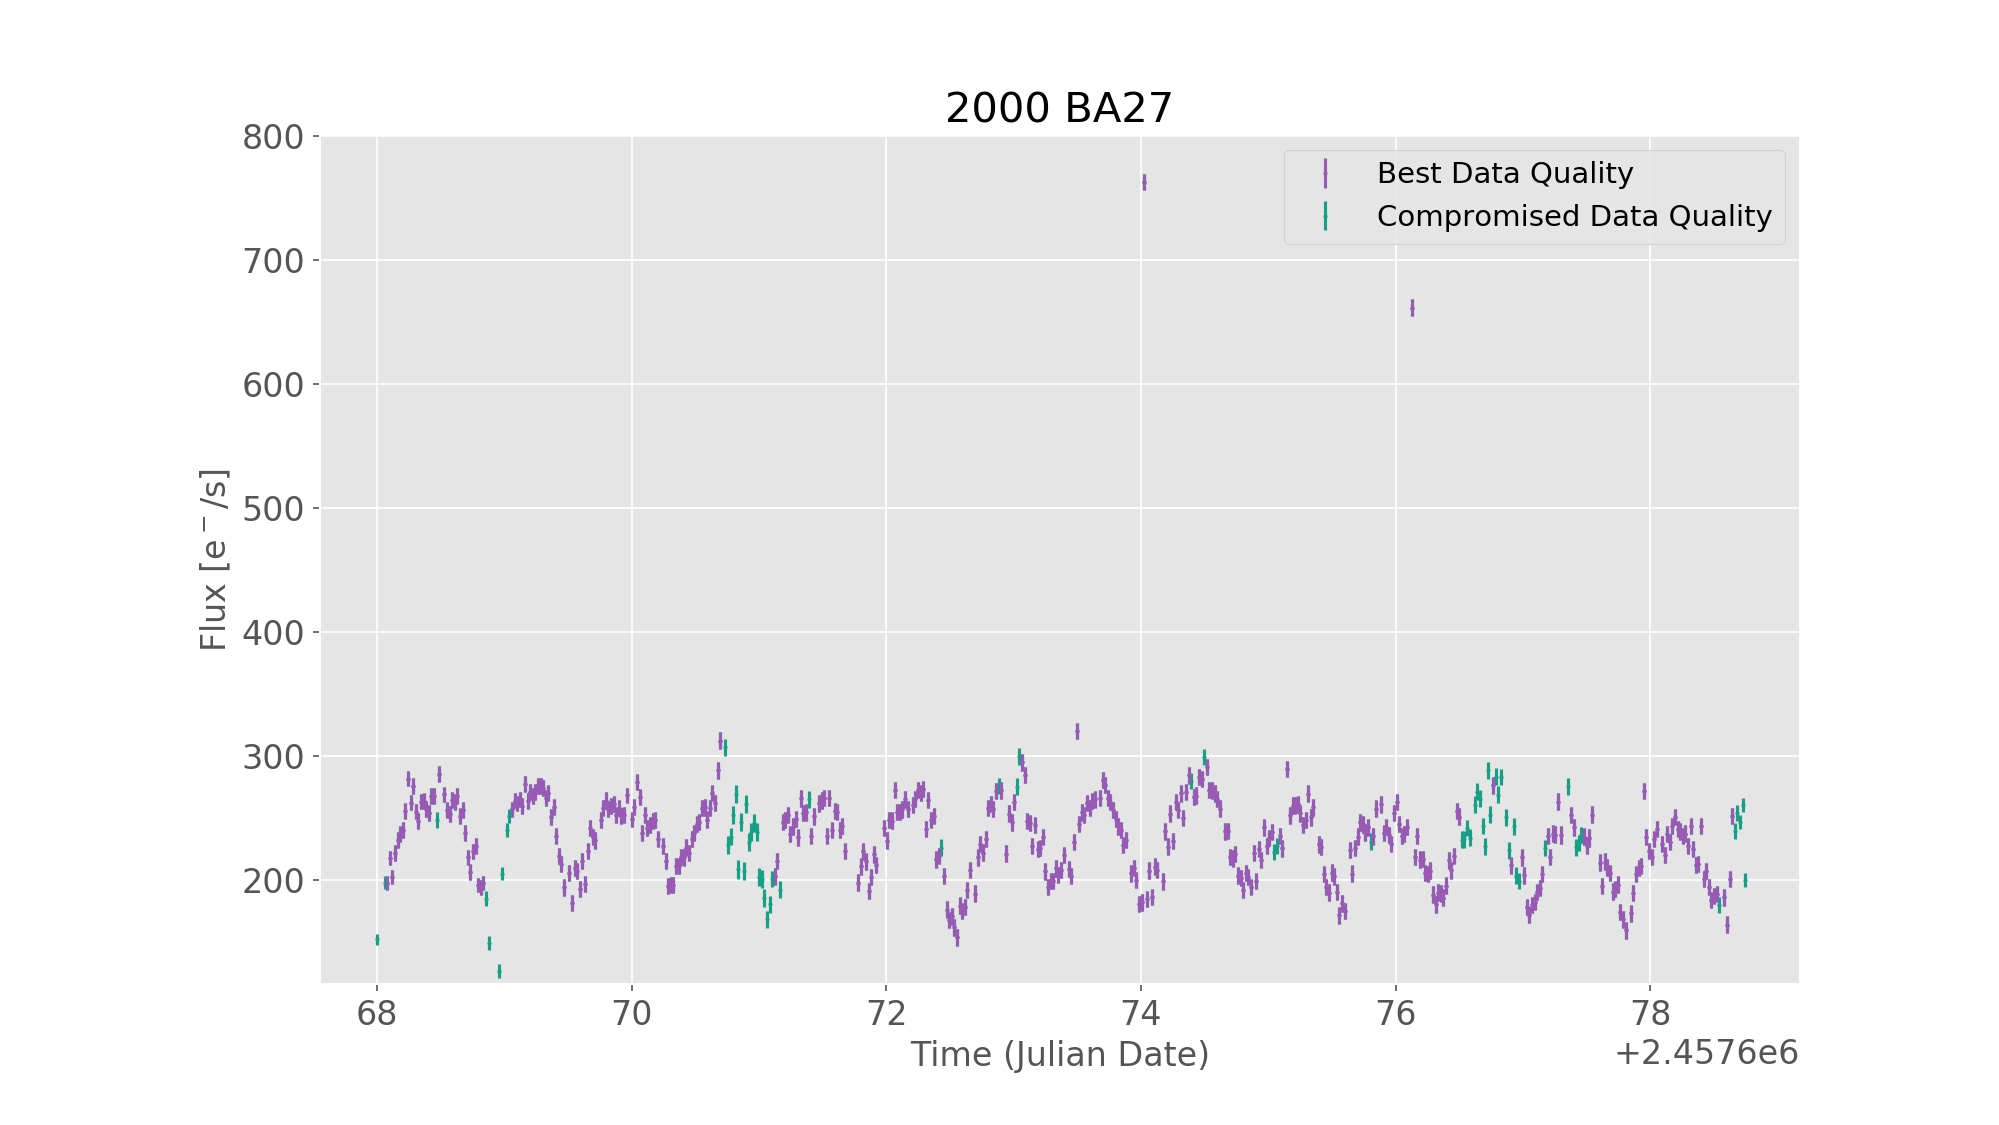 2000 BA27
800
700
600
500
400
300
200
Flux [e⁻/s]
Best Data Quality
Compromised Data Quality
68 70 72 74 76 78
Time (Julian Date)
+2.4576e6